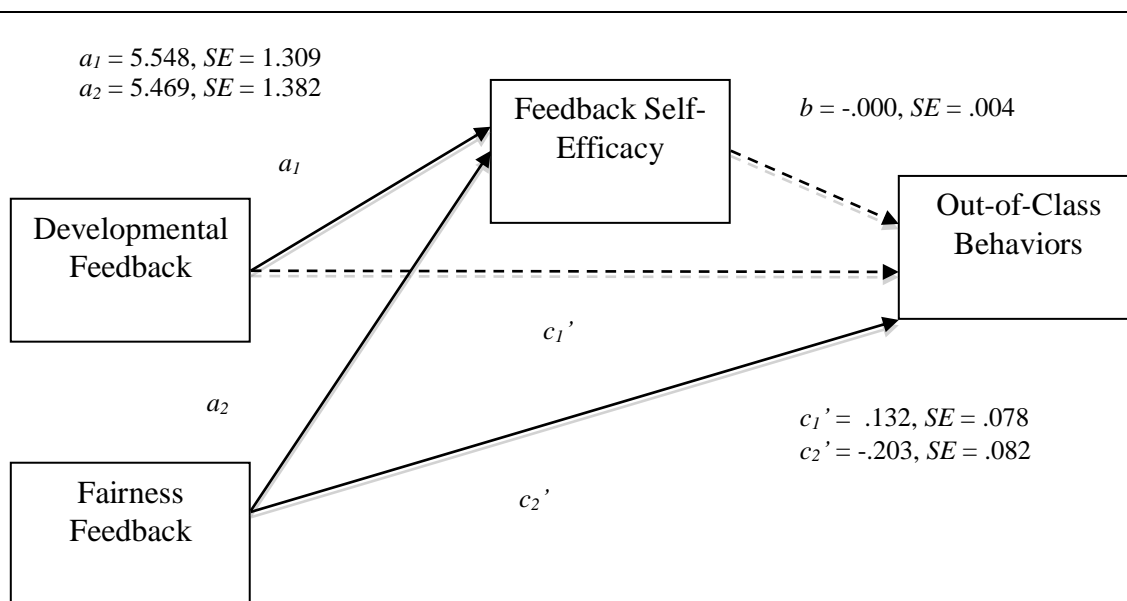 a1 = 5.548, SE = 1.309
a2 = 5.469, SE = 1.382
Feedback Self-
Efficacy
b = -.000, SE = .004
a1
Developmental
Feedback
Out-of-Class
Behaviors
c1’
a2
c1’ =  .132, SE = .078
c2’ = -.203, SE = .082
Fairness
Feedback
c2’